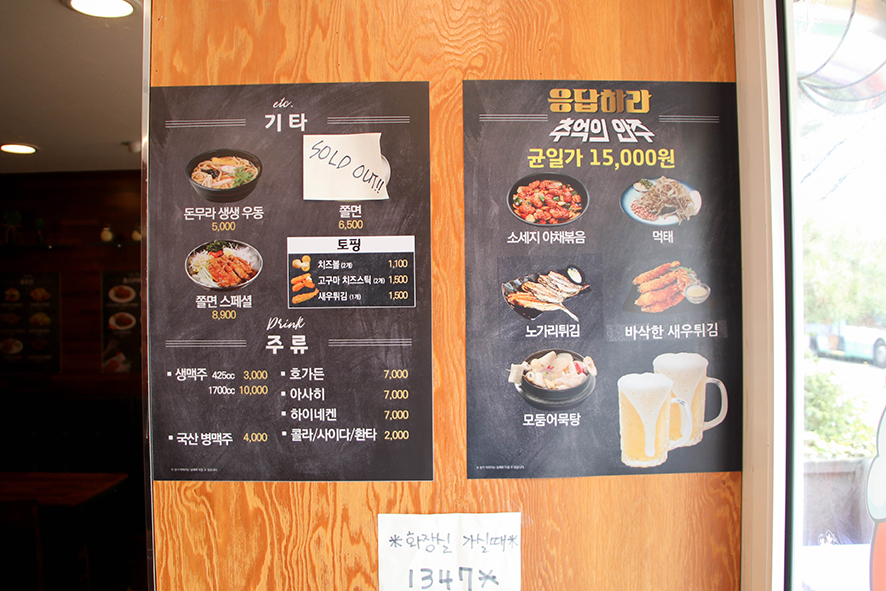 etc.
기타
SOLD OUT!!
돈무라 생생 우동
5,000
쫄면
6,500
쫄면 스페셜
8,900
토핑
치즈볼 (2개) 1,100
고구마 치즈스틱 (2개) 1,500
새우튀김 (1개) 1,500
Drink
주류
생맥주 425cc 3,000
1700cc 10,000
국산 병맥주 4,000
호가든 7,000
아사히 7,000
하이네켄 7,000
콜라/사이다/환타 2,000
응답하라
추억의 안주
균일가 15,000원
소세지 야채볶음
먹태
노가리튀김
바삭한 새우튀김
모둠어묵탕
*화장실 가실때*
1347*